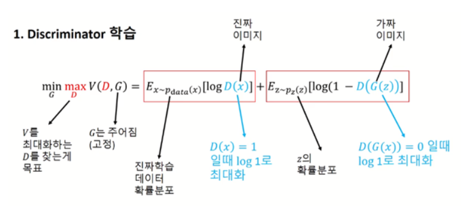 1. Discriminator 학습
진짜
이미지
가짜
이미지
min max V(D, G) = E_{x~p_{data}(x)}[log D(x)] + E_{z~p_z(z)}[log(1 − D(G(z))]
G D
V를
최대화하는
D를 찾는게
목표
G는 주어짐
(고정)
진짜학습
데이터
확률분포
D(x) = 1
일때 log 1로
최대화
z의
확률분포
D(G(x)) = 0 일때
log 1로 최대화